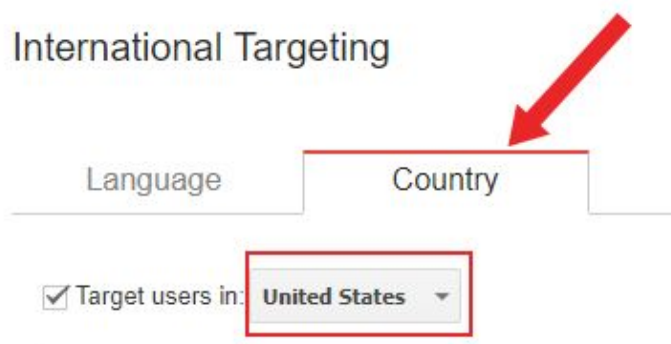 International Targeting
Language Country
Target users in: United States